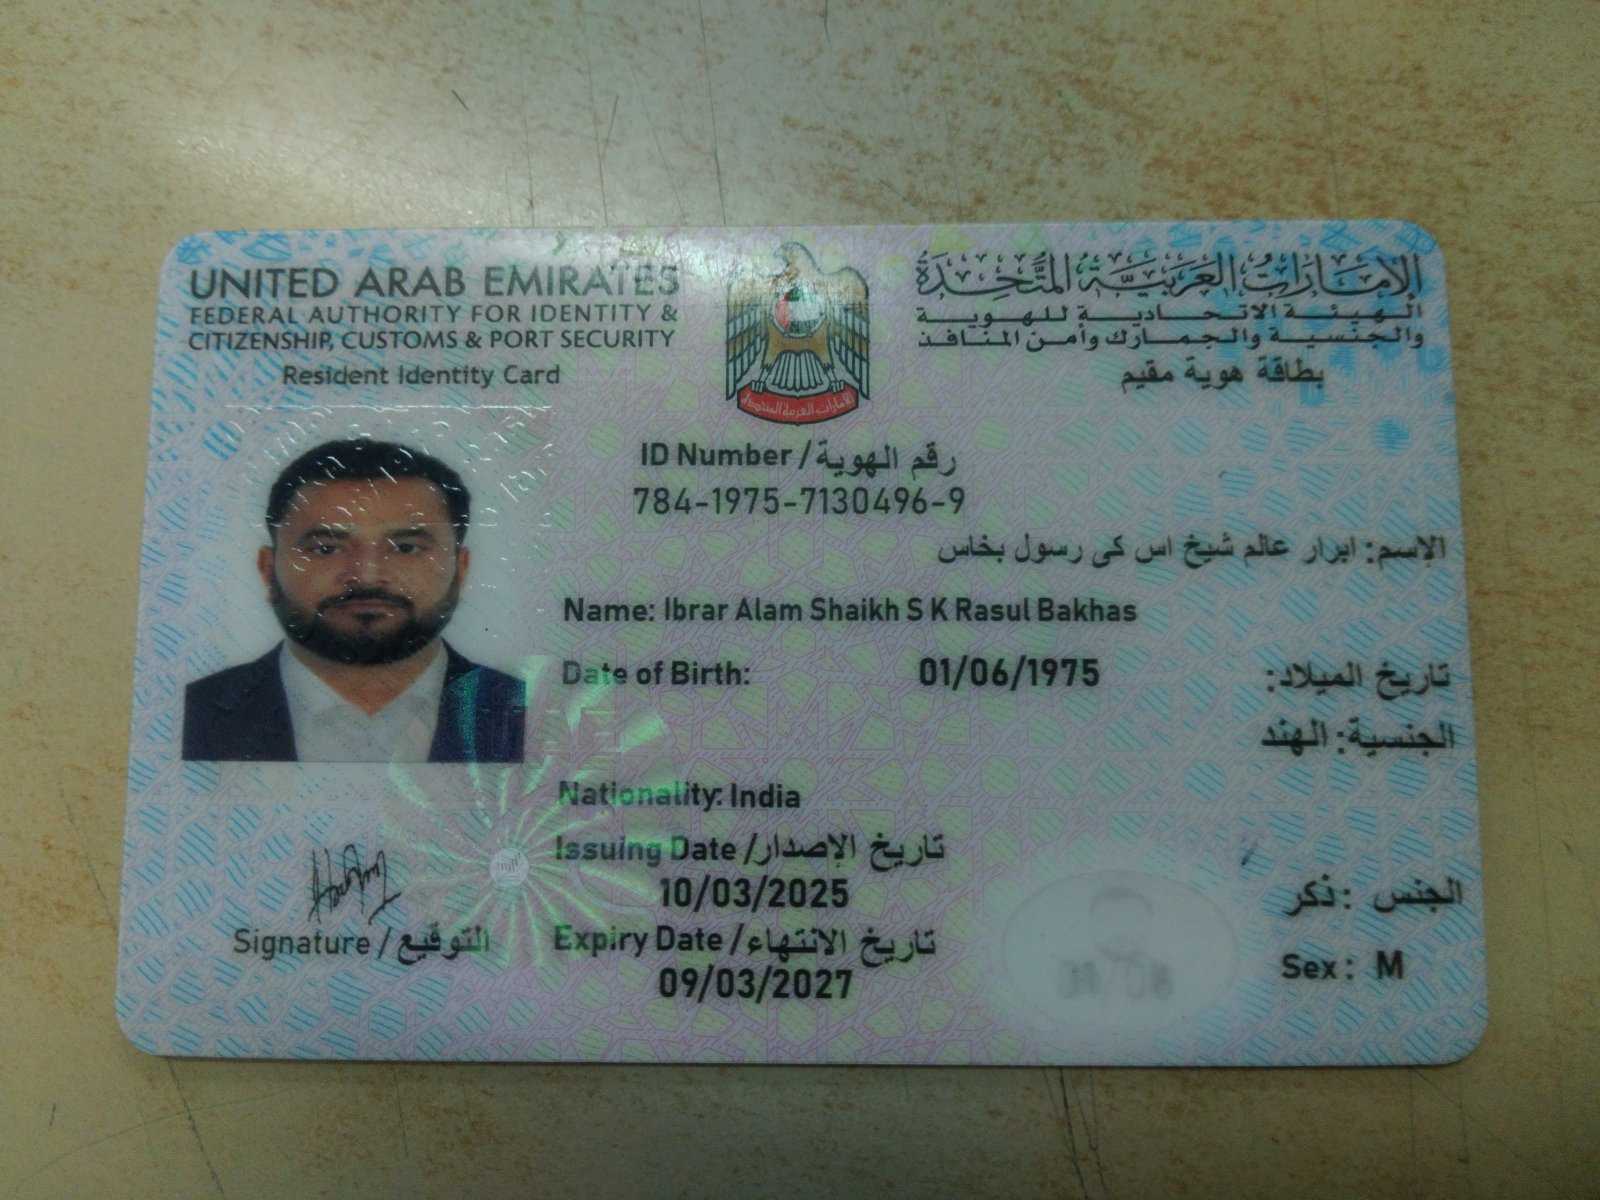 UNITED ARAB EMIRATES
FEDERAL AUTHORITY FOR IDENTITY &
CITIZENSHIP, CUSTOMS & PORT SECURITY
Resident Identity Card
الإمارات العربية المتحدة
الهيئة الاتحادية للهوية
والجنسية والجمارك وأمن المنافذ
بطاقة هوية مقيم
الإمارات العربية المتحدة
ID Number / رقم الهوية
784-1975-7130496-9
الإسم: ابرار عالم شيخ اس كى رسول بخاس
Name: Ibrar Alam Shaikh S K Rasul Bakhas
Date of Birth: 01/06/1975 تاريخ الميلاد:
الجنسية: الهند
Nationality: India
Issuing Date / تاريخ الإصدار
10/03/2025
Expiry Date / تاريخ الانتهاء
09/03/2027
الجنس : ذكر
Sex : M
Signature / التوقيع